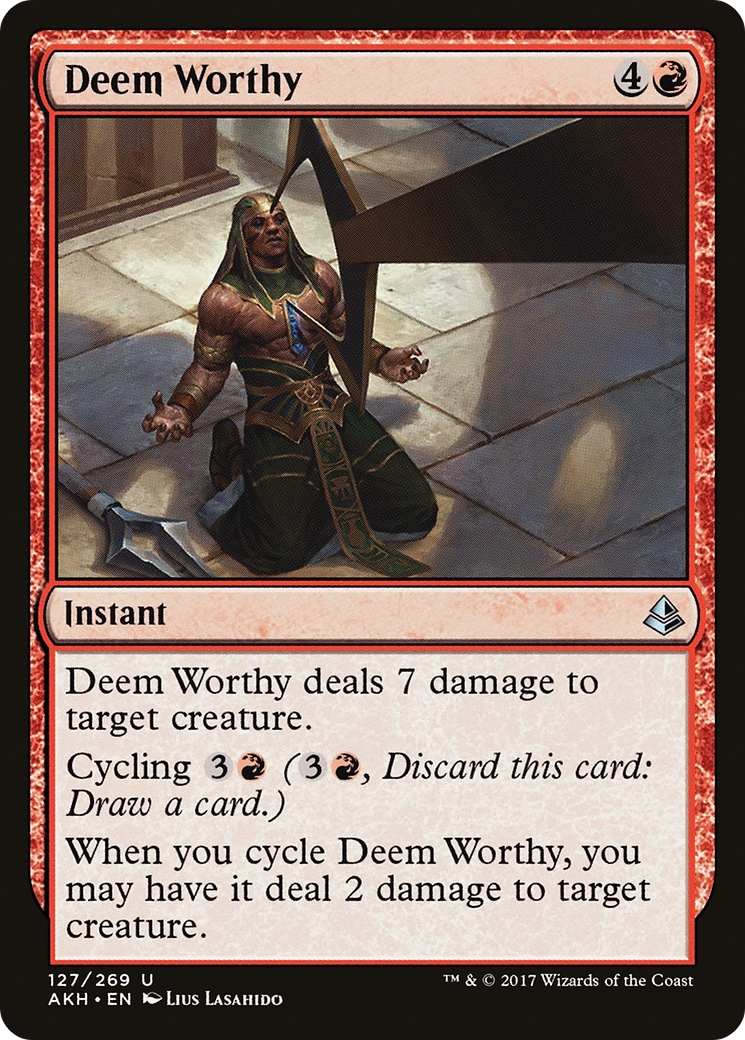 Deem Worthy 4
Instant
Deem Worthy deals 7 damage to
target creature.
Cycling 3 (3, Discard this card:
Draw a card.)
When you cycle Deem Worthy, you
may have it deal 2 damage to target
creature.
127/269 U
™ & © 2017 Wizards of the Coast
AKH • EN Lius Lasahido